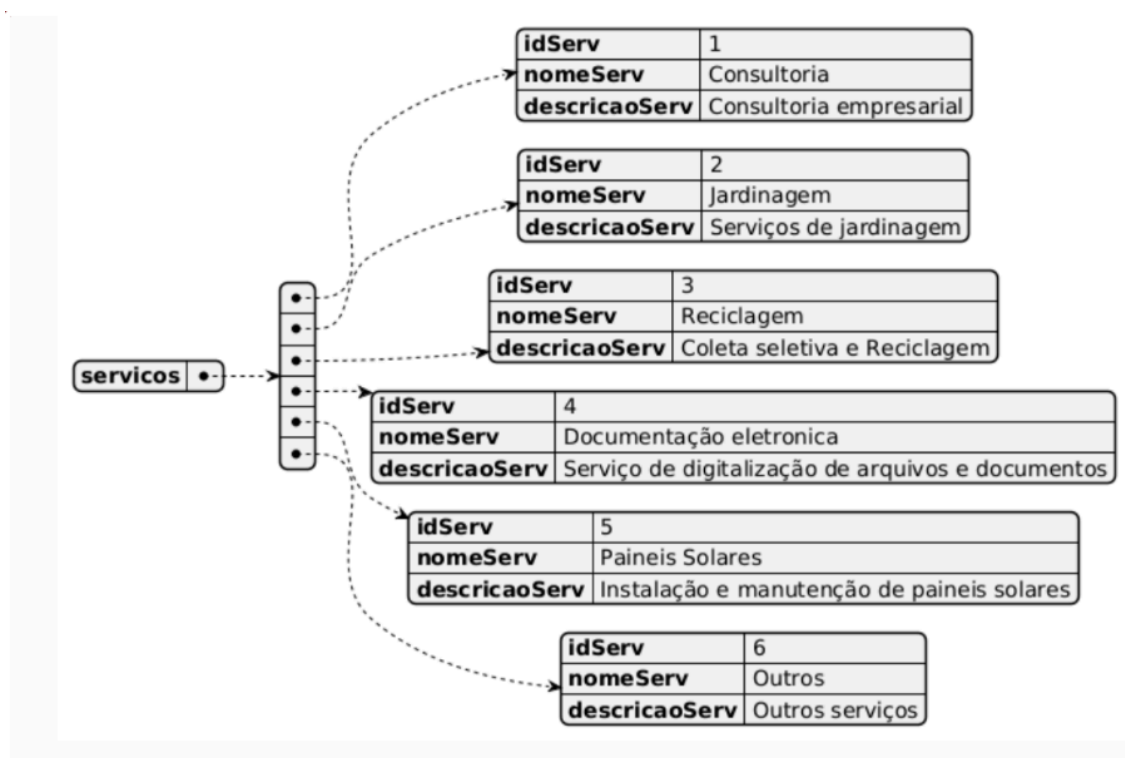 idServ 1
nomeServ Consultoria
descricaoServ Consultoria empresarial
idServ 2
nomeServ Jardinagem
descricaoServ Serviços de jardinagem
idServ 3
nomeServ Reciclagem
descricaoServ Coleta seletiva e Reciclagem
servicos
idServ 4
nomeServ Documentação eletronica
descricaoServ Serviço de digitalização de arquivos e documentos
idServ 5
nomeServ Paineis Solares
descricaoServ Instalação e manutenção de paineis solares
idServ 6
nomeServ Outros
descricaoServ Outros serviços